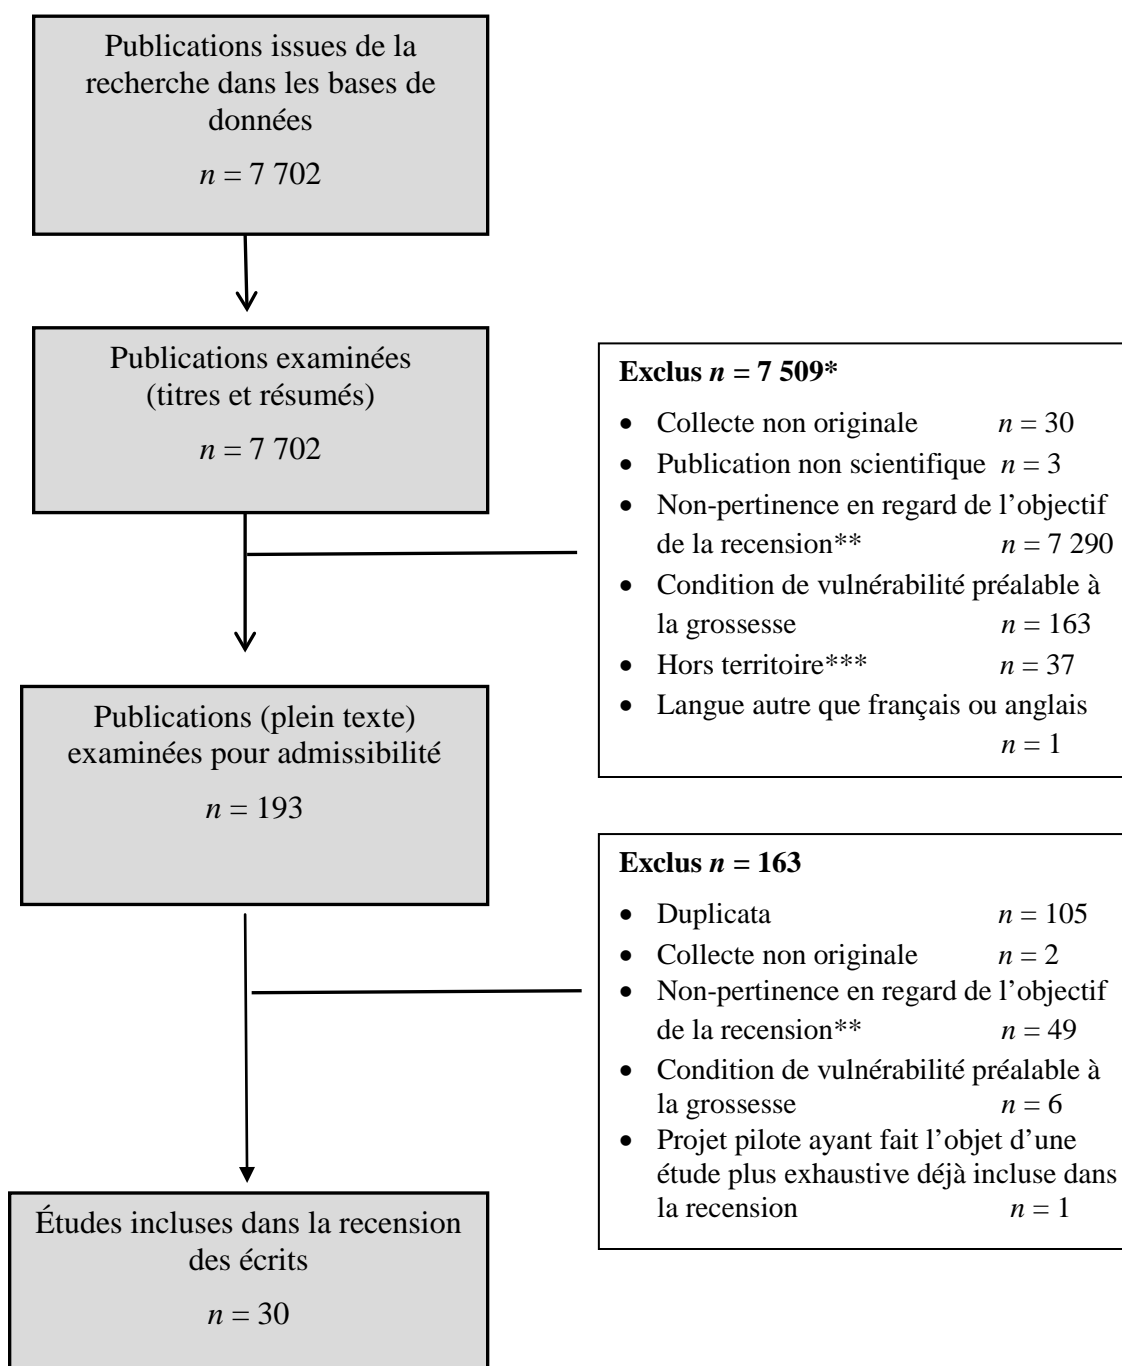 Publications issues de la
recherche dans les bases de
données
n = 7 702
Publications examinées
(titres et résumés)
n = 7 702
Exclus n = 7 509*
• Collecte non originale n = 30
• Publication non scientifique n = 3
• Non-pertinence en regard de l’objectif
de la recension** n = 7 290
• Condition de vulnérabilité préalable à
la grossesse n = 163
• Hors territoire*** n = 37
• Langue autre que français ou anglais
n = 1
Publications (plein texte)
examinées pour admissibilité
n = 193
Exclus n = 163
• Duplicata n = 105
• Collecte non originale n = 2
• Non-pertinence en regard de l’objectif
de la recension** n = 49
• Condition de vulnérabilité préalable à
la grossesse n = 6
• Projet pilote ayant fait l’objet d’une
étude plus exhaustive déjà incluse dans
la recension n = 1
Études incluses dans la recension
des écrits
n = 30